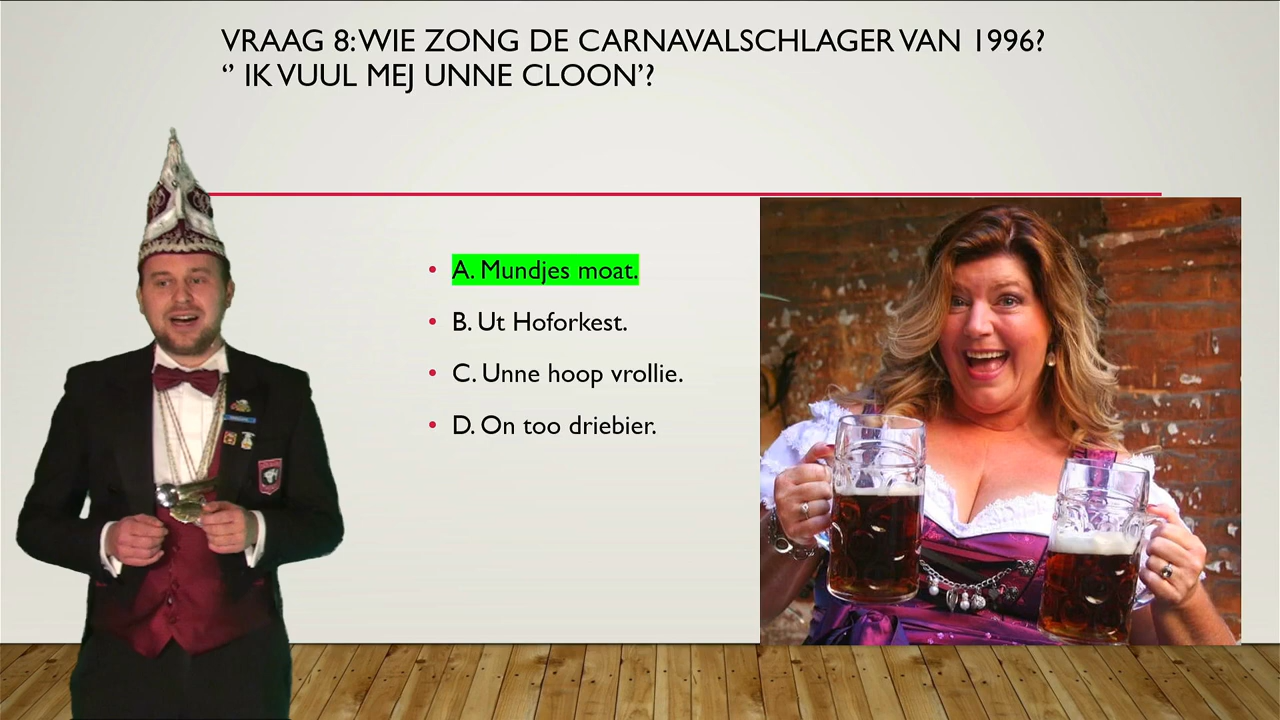 VRAAG 8: WIE ZONG DE CARNAVALSCHLAGER VAN 1996?
‘’ IK VUUL MEJ UNNE CLOON’?
A. Mundjes moat.
B. Ut Hoforkest.
C. Unne hoop vrollie.
D. On too driebier.